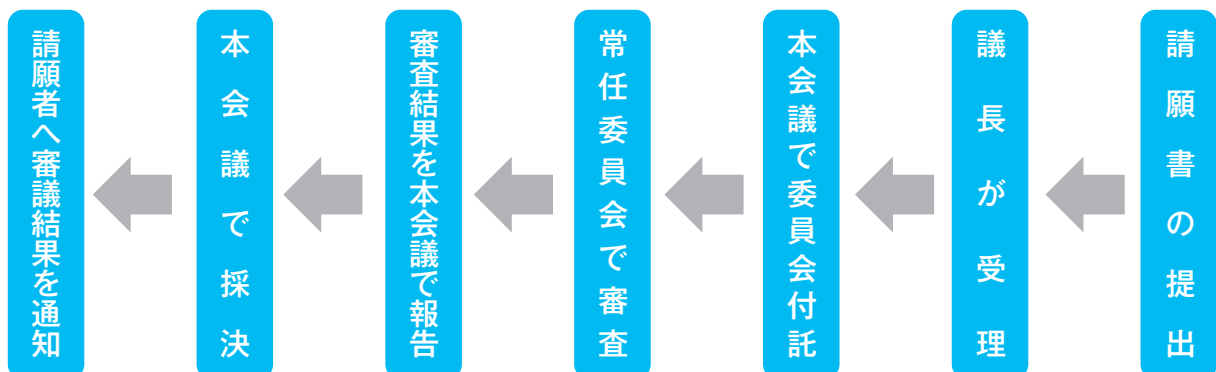 請願書の提出
議長が受理
本会議で委員会付託
常任委員会で審査
審査結果を本会議で報告
本会議で採決
請願者へ審議結果を通知